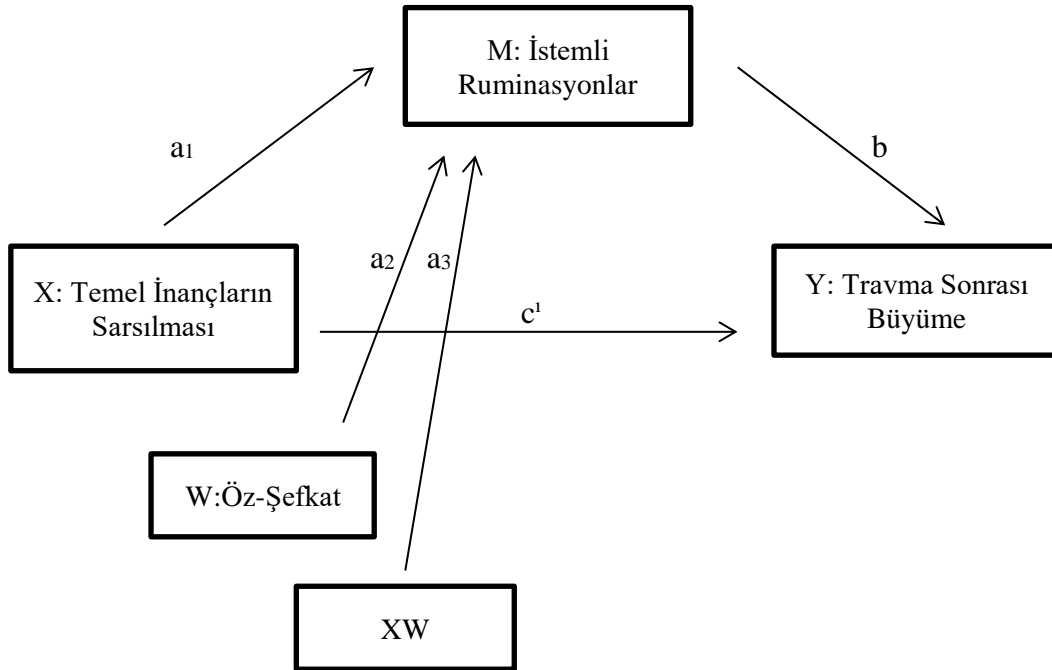 M: İstemli
Ruminasyonlar
a1
b
a2
a3
X: Temel İnançların
Sarsılması
Y: Travma Sonrası
Büyüme
c¹
W:Öz-Şefkat
XW